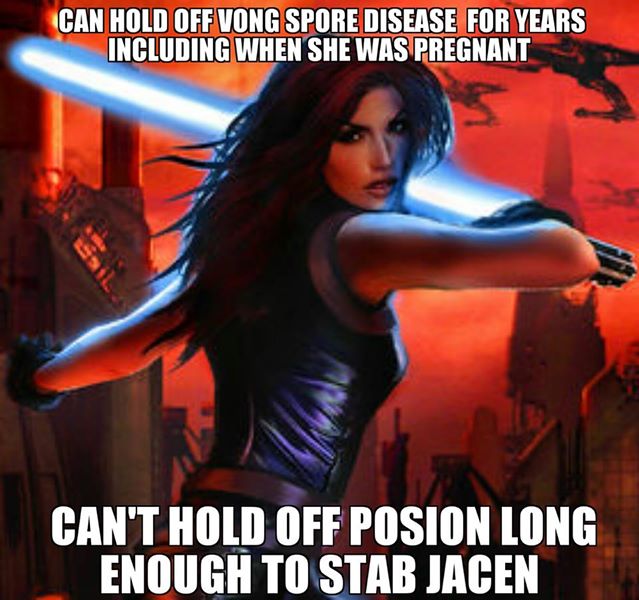 CAN HOLD OFF VONG SPORE DISEASE FOR YEARS
INCLUDING WHEN SHE WAS PREGNANT
CAN'T HOLD OFF POSION LONG
ENOUGH TO STAB JACEN